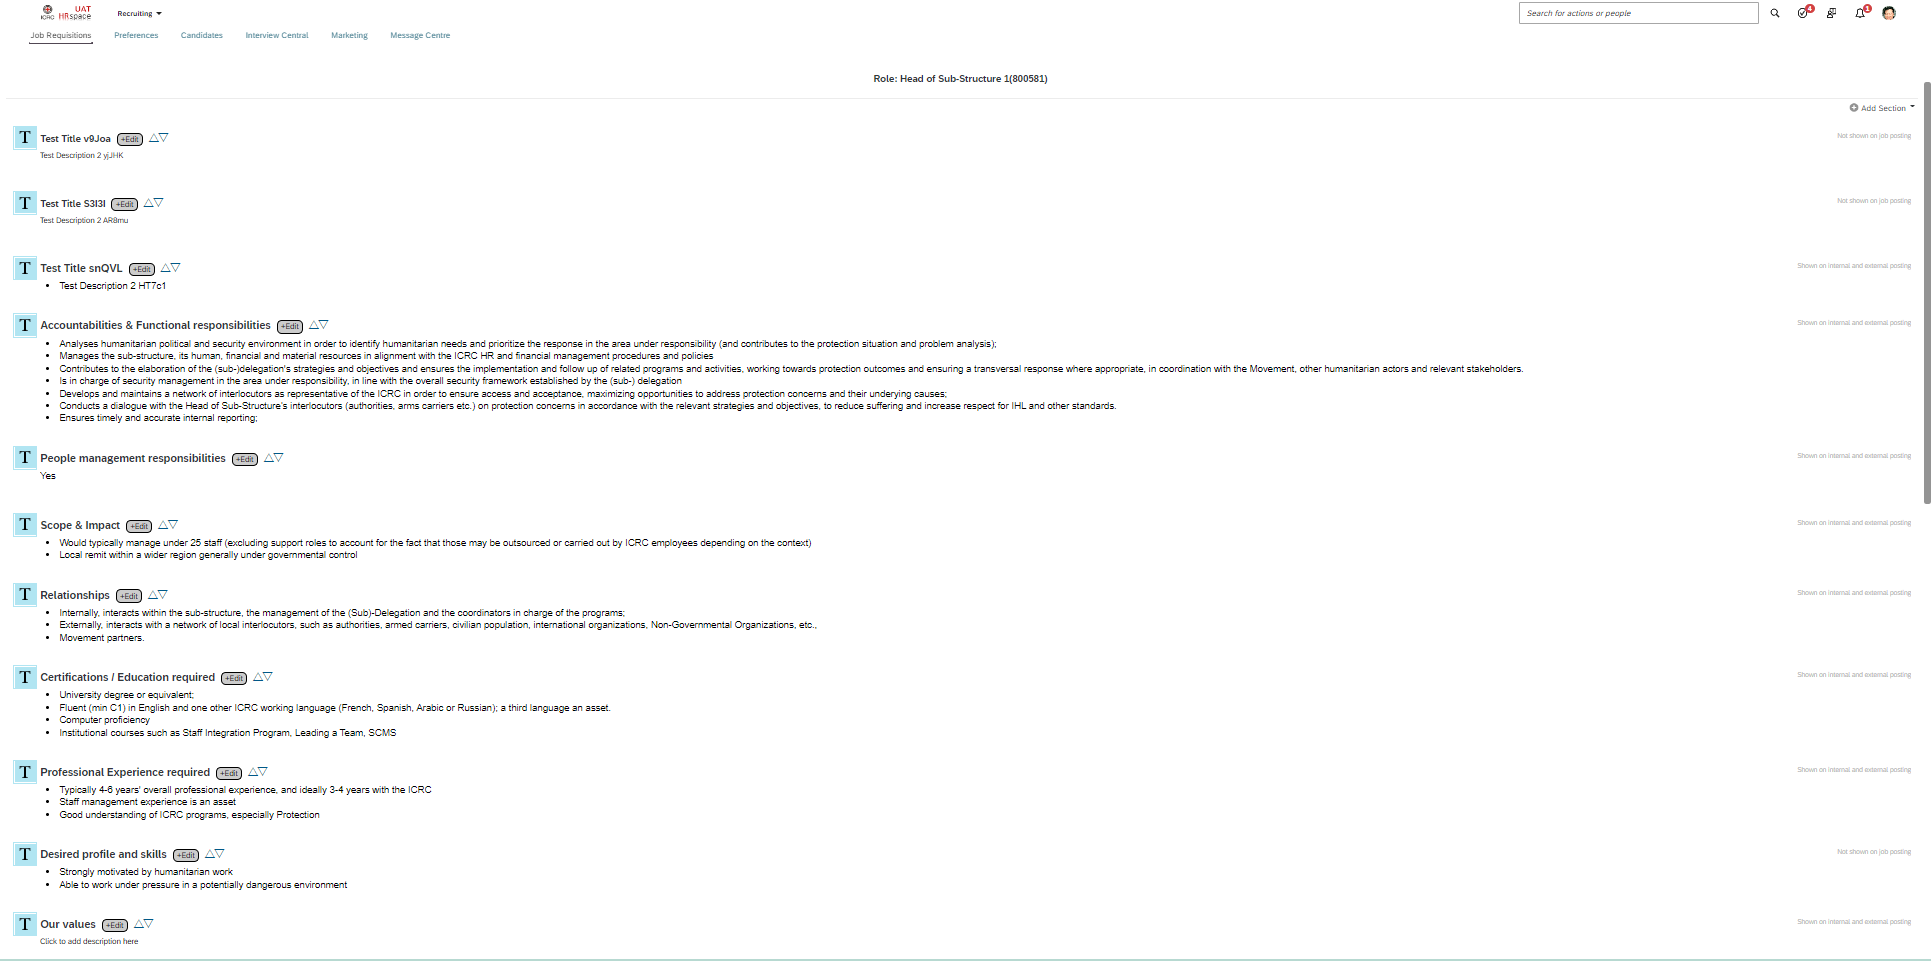 ICRC UAT HRspace
Recruiting
Search for actions or people
4
1
Job Requisitions Preferences Candidates Interview Central Marketing Message Centre
Role: Head of Sub-Structure 1(800581)
Add Section
T Test Title v9Joa +Edit Not shown on job posting
Test Description 2 yjJHK
T Test Title S3I3I +Edit Not shown on job posting
Test Description 2 AR8mu
T Test Title snQVL +Edit Shown on internal and external posting
• Test Description 2 HT7c1
T Accountabilities & Functional responsibilities +Edit Shown on internal and external posting
• Analyses humanitarian political and security environment in order to identify humanitarian needs and prioritize the response in the area under responsibility (and contributes to the protection situation and problem analysis);
• Manages the sub-structure, its human, financial and material resources in alignment with the ICRC HR and financial management procedures and policies
• Contributes to the elaboration of the (sub-)delegation's strategies and objectives and ensures the implementation and follow up of related programs and activities, working towards protection outcomes and ensuring a transversal response where appropriate, in coordination with the Movement, other humanitarian actors and relevant stakeholders.
• Is in charge of security management in the area under responsibility, in line with the overall security framework established by the (sub-) delegation
• Develops and maintains a network of interlocutors as representative of the ICRC in order to ensure access and acceptance, maximizing opportunities to address protection concerns and their underlying causes;
• Conducts a dialogue with the Head of Sub-Structure's interlocutors (authorities, arms carriers etc.) on protection concerns in accordance with the relevant strategies and objectives, to reduce suffering and increase respect for IHL and other standards.
• Ensures timely and accurate internal reporting;
T People management responsibilities +Edit Shown on internal and external posting
Yes
T Scope & Impact +Edit Shown on internal and external posting
• Would typically manage under 25 staff (excluding support roles to account for the fact that those may be outsourced or carried out by ICRC employees depending on the context)
• Local remit within a wider region generally under governmental control
T Relationships +Edit Shown on internal and external posting
• Internally, interacts within the sub-structure, the management of the (Sub)-Delegation and the coordinators in charge of the programs;
• Externally, interacts with a network of local interlocutors, such as authorities, armed carriers, civilian population, international organizations, Non-Governmental Organizations, etc.,
• Movement partners.
T Certifications / Education required +Edit Shown on internal and external posting
• University degree or equivalent;
• Fluent (min C1) in English and one other ICRC working language (French, Spanish, Arabic or Russian); a third language an asset.
• Computer proficiency
• Institutional courses such as Staff Integration Program, Leading a Team, SCMS
T Professional Experience required +Edit Shown on internal and external posting
• Typically 4-6 years' overall professional experience, and ideally 3-4 years with the ICRC
• Staff management experience is an asset
• Good understanding of ICRC programs, especially Protection
T Desired profile and skills +Edit Not shown on job posting
• Strongly motivated by humanitarian work
• Able to work under pressure in a potentially dangerous environment
T Our values +Edit Shown on internal and external posting
Click to add description here